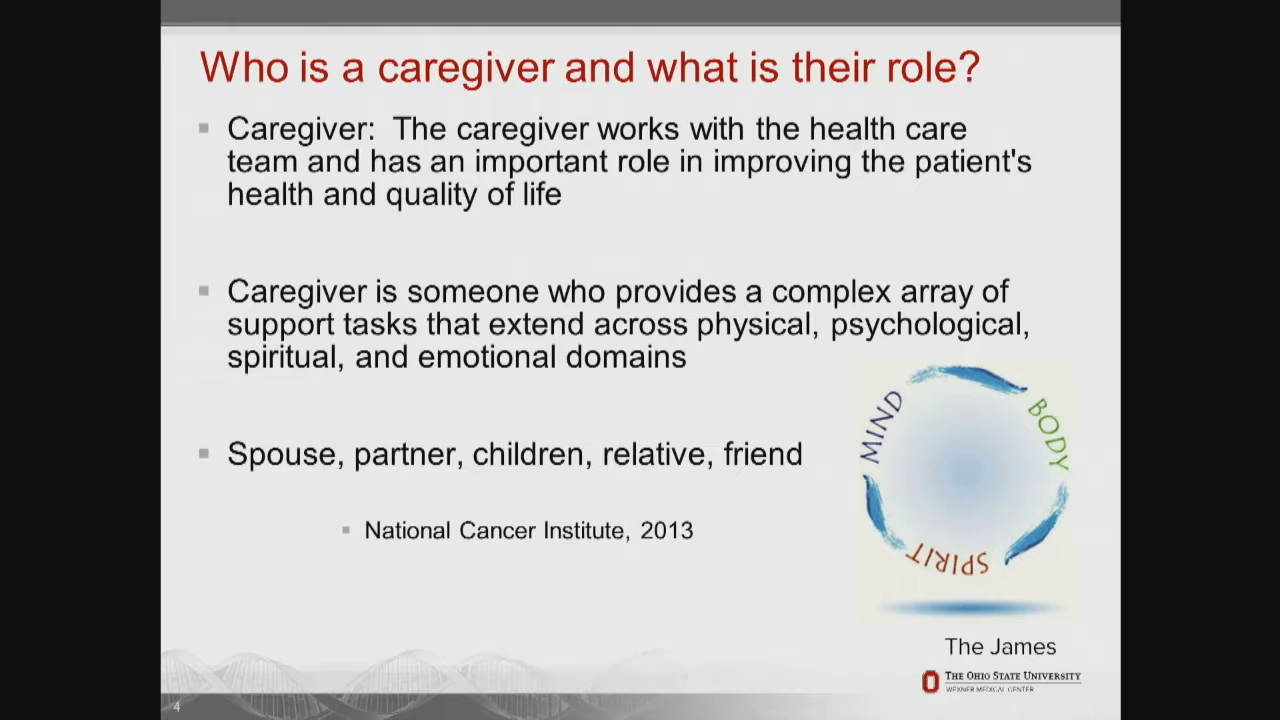 Who is a caregiver and what is their role?
Caregiver: The caregiver works with the health care
team and has an important role in improving the patient's
health and quality of life
Caregiver is someone who provides a complex array of
support tasks that extend across physical, psychological,
spiritual, and emotional domains
MIND
BODY
SPIRIT
Spouse, partner, children, relative, friend
National Cancer Institute, 2013
The James
THE OHIO STATE UNIVERSITY
WEXNER MEDICAL CENTER
4